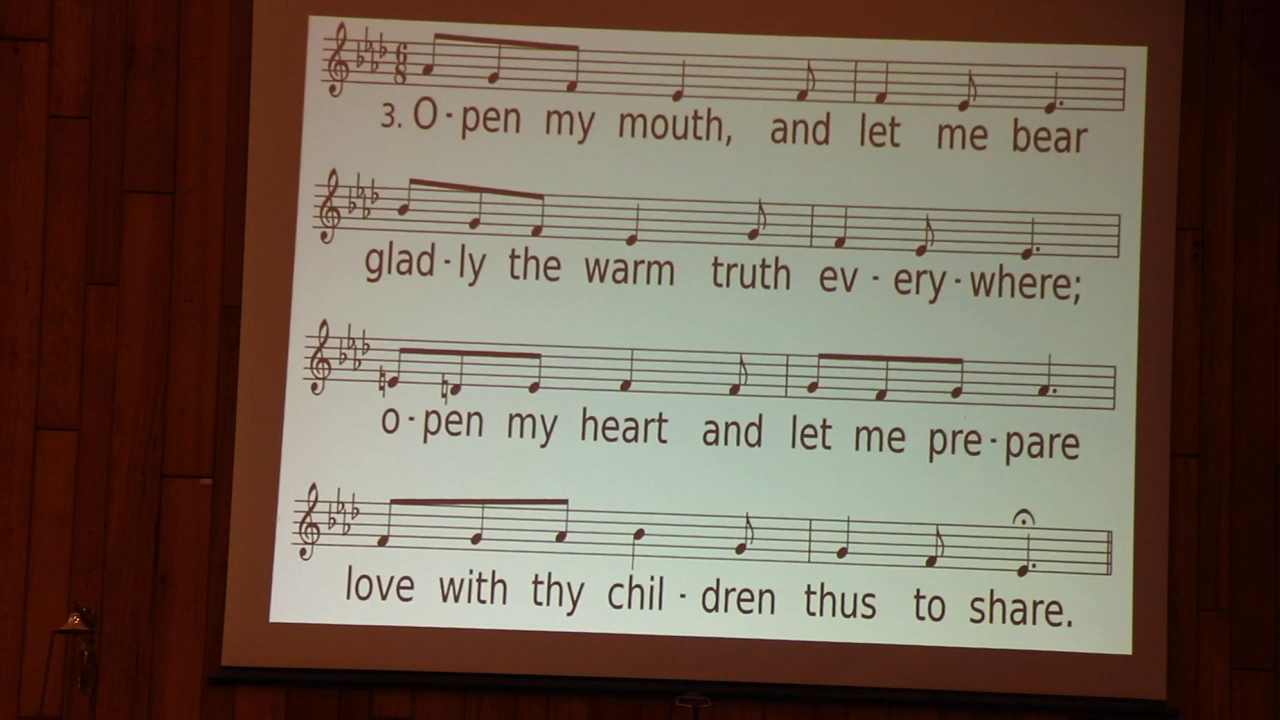 3. O - pen my mouth, and let me bear
glad - ly the warm truth ev - ery - where;
o - pen my heart and let me pre - pare
love with thy chil - dren thus to share.